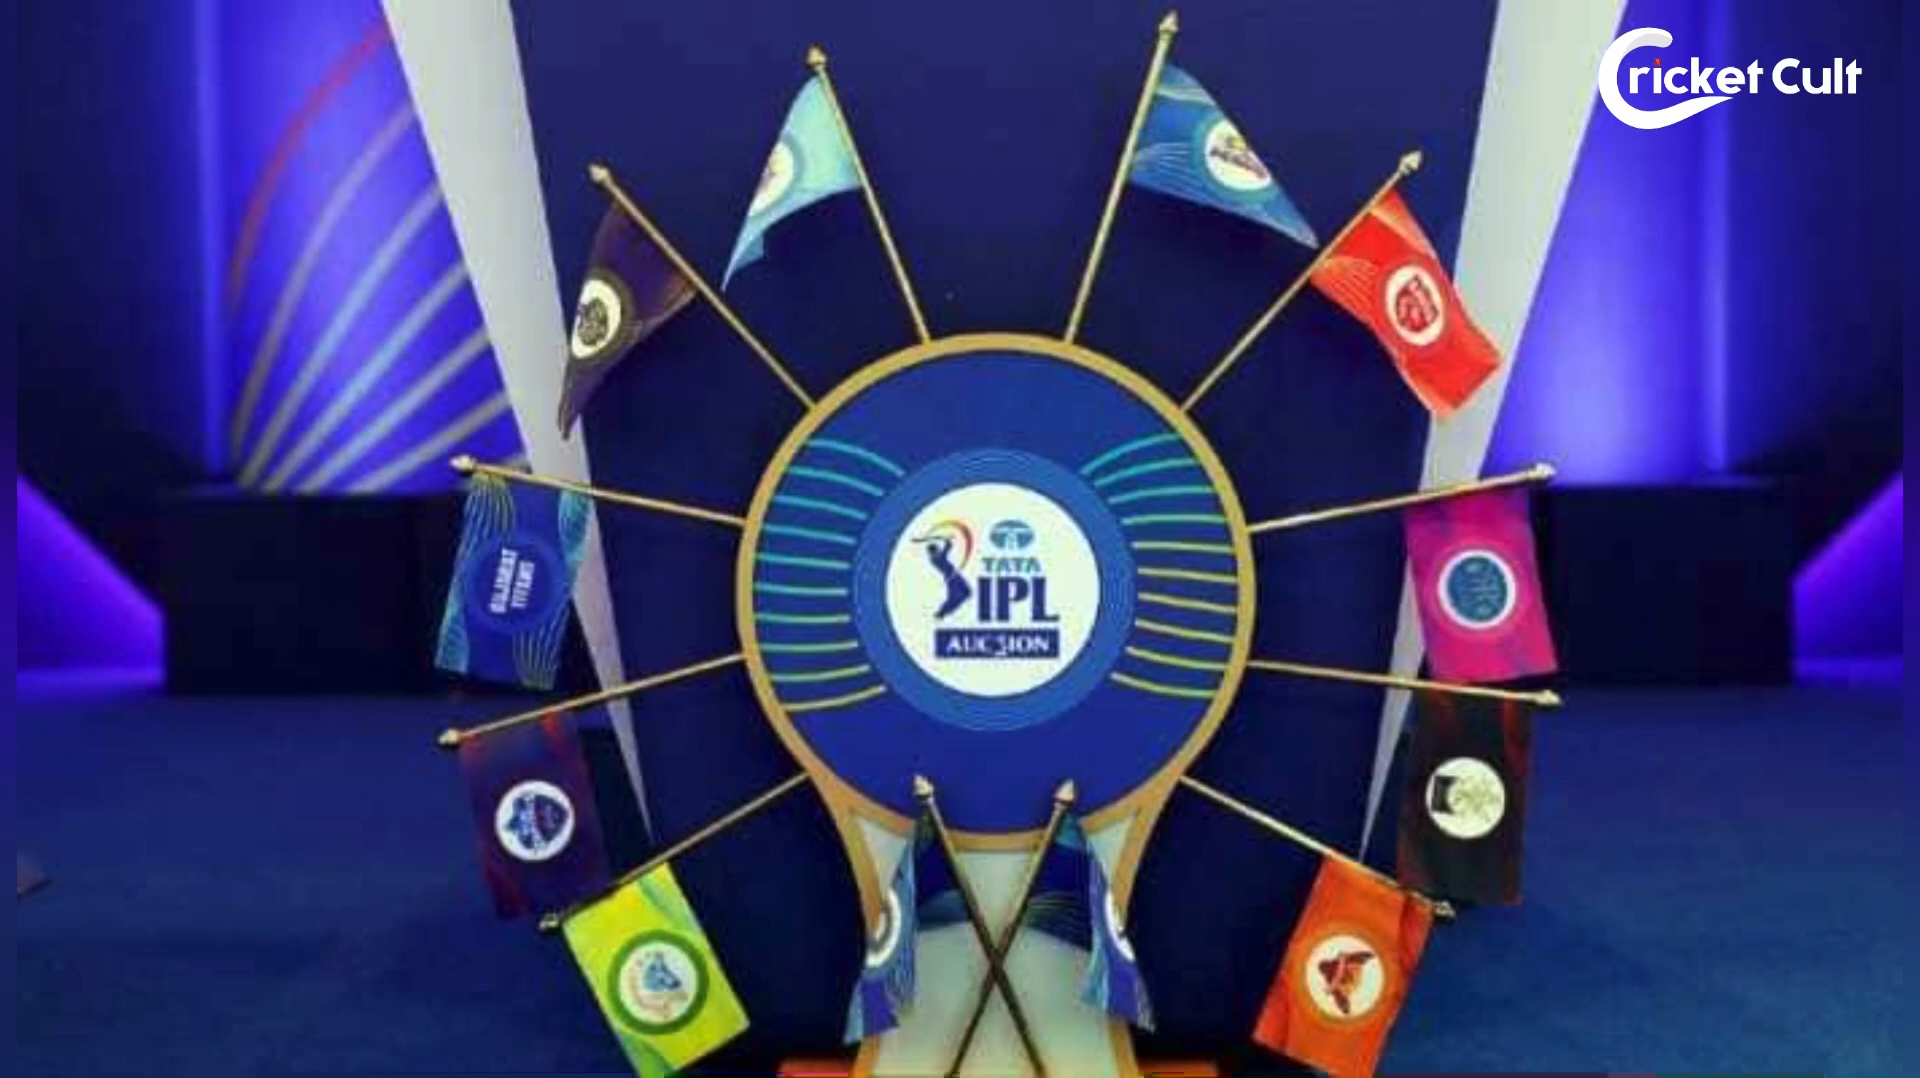 Cricket Cult
TATA
IPL
AUCTION
GUJARAT
TITANS